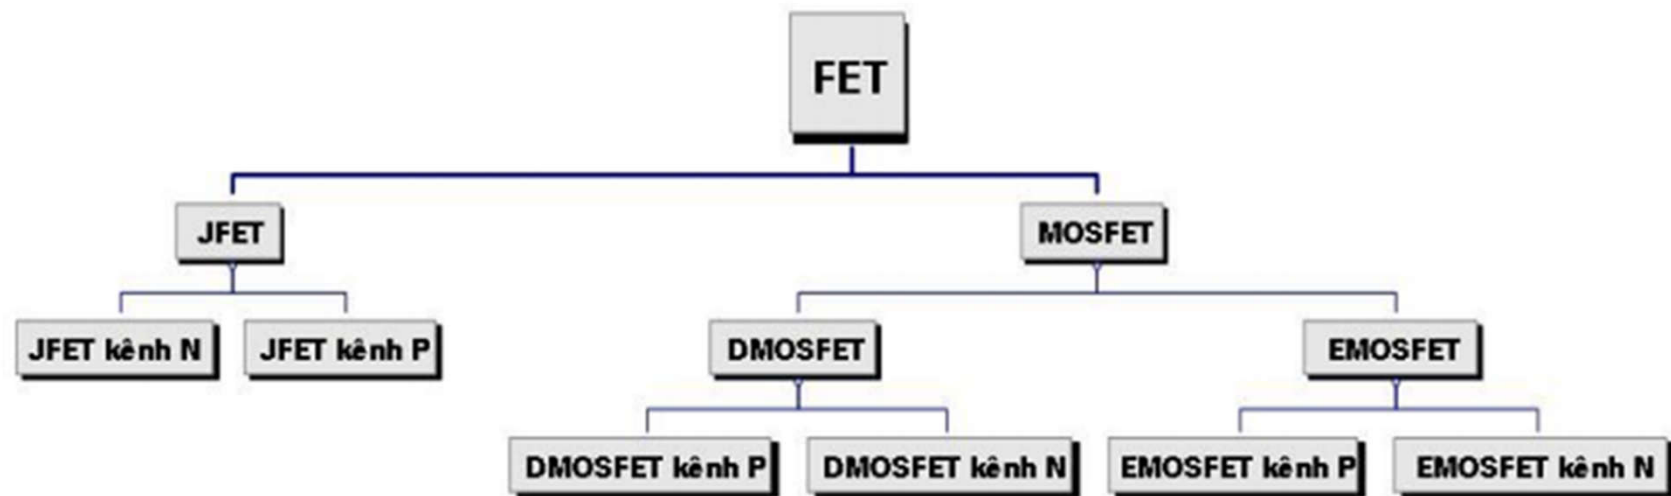 FET
JFET
MOSFET
JFET kênh N
JFET kênh P
DMOSFET
EMOSFET
DMOSFET kênh P
DMOSFET kênh N
EMOSFET kênh P
EMOSFET kênh N